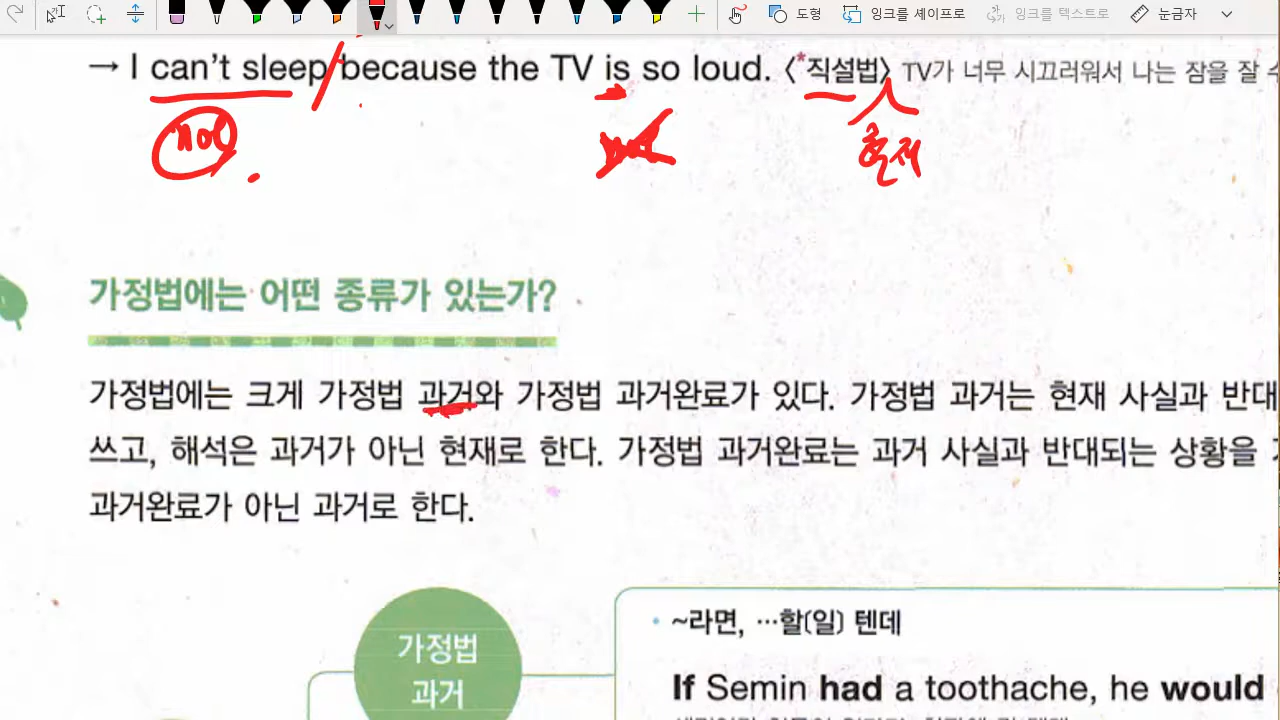 도형 잉크를 셰이프로 잉크를 텍스트로 눈금자
→ I can't sleep because the TV is so loud. 〈*직설법〉 TV가 너무 시끄러워서 나는 잠을 잘 수
not
현재
가정법에는 어떤 종류가 있는가?
가정법에는 크게 가정법 과거와 가정법 과거완료가 있다. 가정법 과거는 현재 사실과 반대
쓰고, 해석은 과거가 아닌 현재로 한다. 가정법 과거완료는 과거 사실과 반대되는 상황을
과거완료가 아닌 과거로 한다.
• ~라면, …할(일) 텐데
가정법
과거
If Semin had a toothache, he would